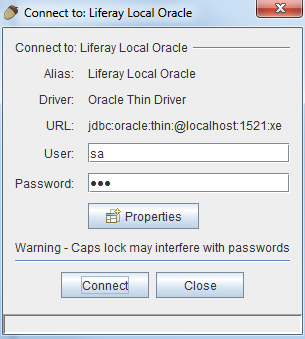 Connect to: Liferay Local Oracle
Connect to: Liferay Local Oracle
Alias: Liferay Local Oracle
Driver: Oracle Thin Driver
URL: jdbc:oracle:thin:@localhost:1521:xe
User: sa
Password: •••
Properties
Warning - Caps lock may interfere with passwords
Connect Close